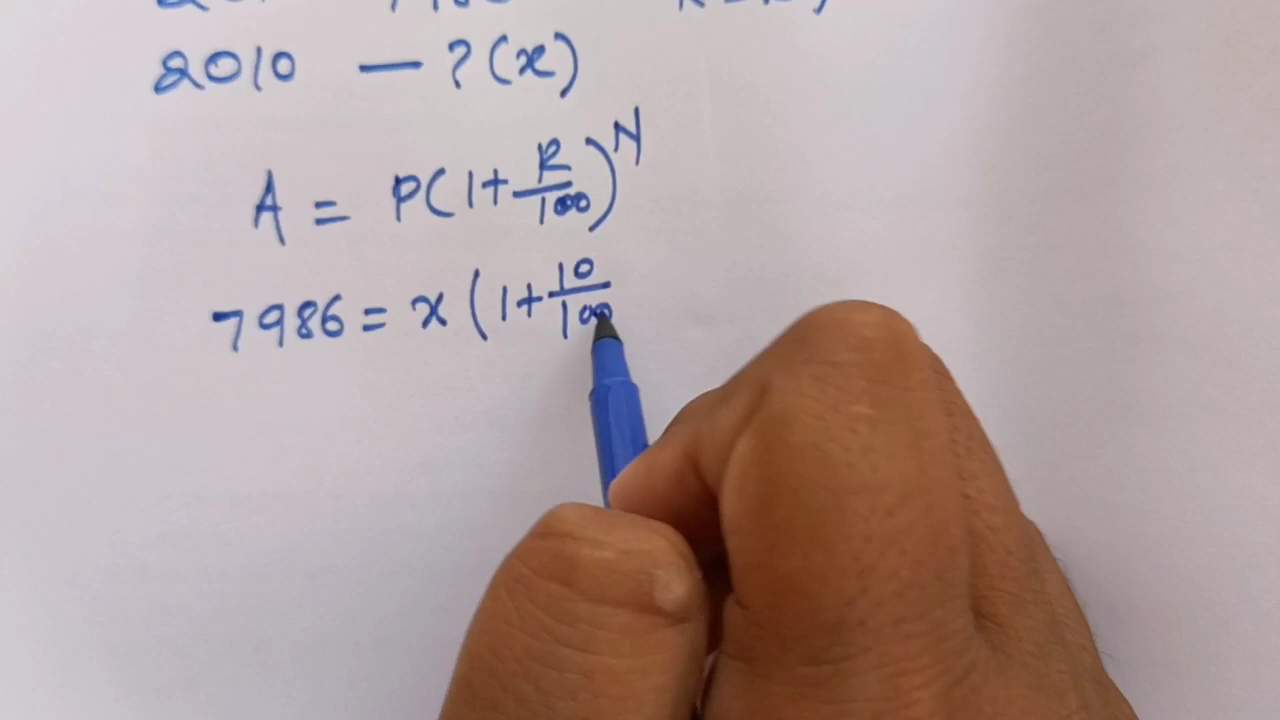 2010 — ? (x)
A = P(1+R/100)^N
7986 = x (1+10/100